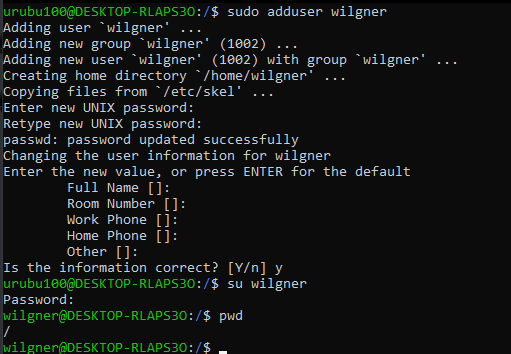 urubu100@DESKTOP-RLAPS3O:/$ sudo adduser wilgner
Adding user `wilgner' ...
Adding new group `wilgner' (1002) ...
Adding new user `wilgner' (1002) with group `wilgner' ...
Creating home directory `/home/wilgner' ...
Copying files from `/etc/skel' ...
Enter new UNIX password:
Retype new UNIX password:
passwd: password updated successfully
Changing the user information for wilgner
Enter the new value, or press ENTER for the default
        Full Name []:
        Room Number []:
        Work Phone []:
        Home Phone []:
        Other []:
Is the information correct? [Y/n] y
urubu100@DESKTOP-RLAPS3O:/$ su wilgner
Password:
wilgner@DESKTOP-RLAPS3O:/$ pwd
/
wilgner@DESKTOP-RLAPS3O:/$